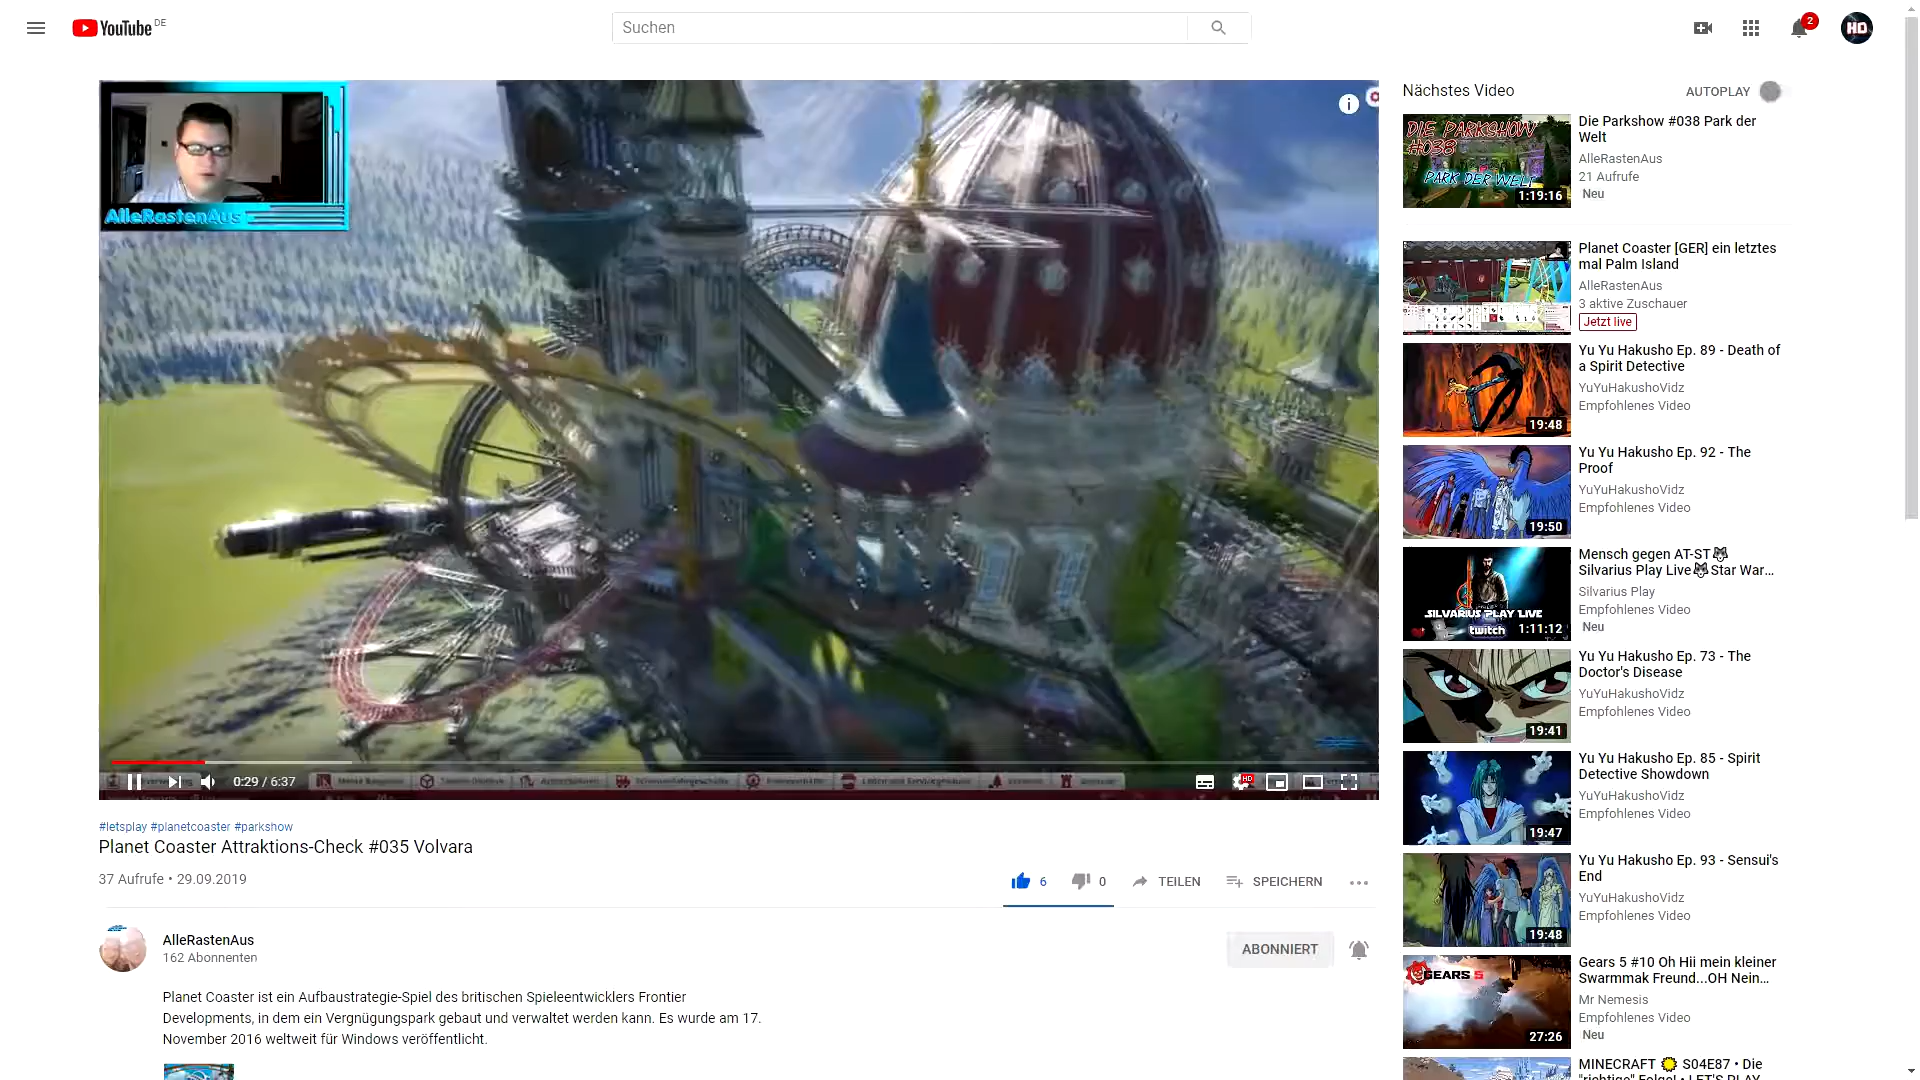 YouTube DE
Suchen
2
HD
AlleRastenAus
0:29 / 6:37
HD
#letsplay #planetcoaster #parkshow
Planet Coaster Attraktions-Check #035 Volvara
37 Aufrufe • 29.09.2019
6
0
TEILEN
SPEICHERN
AlleRastenAus
162 Abonnenten
ABONNIERT
Planet Coaster ist ein Aufbaustrategie-Spiel des britischen Spieleentwicklers Frontier
Developments, in dem ein Vergnügungspark gebaut und verwaltet werden kann. Es wurde am 17.
November 2016 weltweit für Windows veröffentlicht.
Nächstes Video
AUTOPLAY
DIE PARKSHOW
#038
PARK DER WELT
1:19:16
Die Parkshow #038 Park der
Welt
AlleRastenAus
21 Aufrufe
Neu
Planet Coaster [GER] ein letztes
mal Palm Island
AlleRastenAus
3 aktive Zuschauer
Jetzt live
19:48
Yu Yu Hakusho Ep. 89 - Death of
a Spirit Detective
YuYuHakushoVidz
Empfohlenes Video
19:50
Yu Yu Hakusho Ep. 92 - The
Proof
YuYuHakushoVidz
Empfohlenes Video
SILVARIUS PLAY LIVE
twitch
1:11:12
Mensch gegen AT-ST🐺
Silvarius Play Live🐺Star War...
Silvarius Play
Empfohlenes Video
Neu
19:41
Yu Yu Hakusho Ep. 73 - The
Doctor's Disease
YuYuHakushoVidz
Empfohlenes Video
19:47
Yu Yu Hakusho Ep. 85 - Spirit
Detective Showdown
YuYuHakushoVidz
Empfohlenes Video
19:48
Yu Yu Hakusho Ep. 93 - Sensui's
End
YuYuHakushoVidz
Empfohlenes Video
GEARS 5
27:26
Gears 5 #10 Oh Hii mein kleiner
Swarmmak Freund...OH Nein...
Mr Nemesis
Empfohlenes Video
Neu
MINECRAFT 🌞 S04E87 • Die
"richtige" Folge! • LET'S PLAY